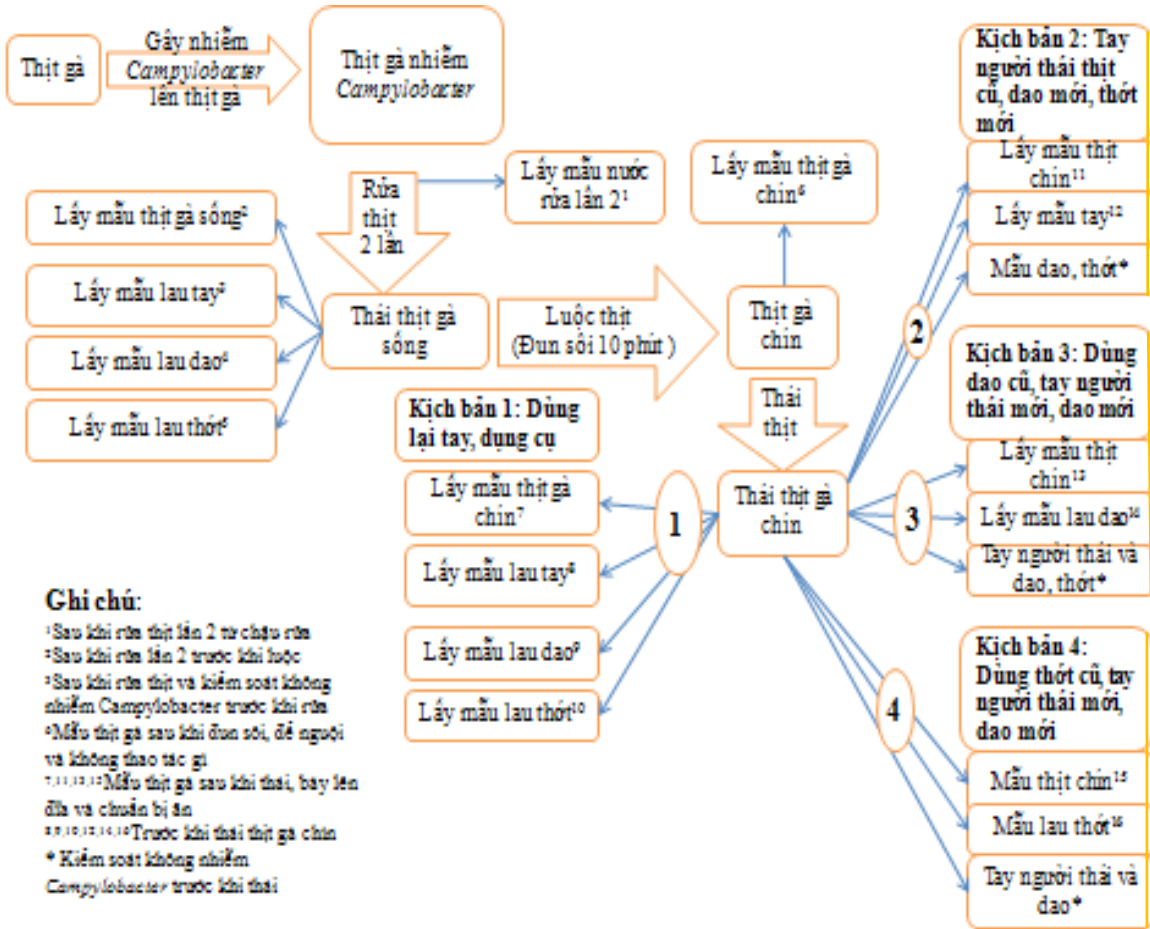 Thịt gà
Gây nhiễm
Campylobacter
lên thịt gà
Thịt gà nhiễm
Campylobacter
Rửa
thịt
2 lần
Lấy mẫu nước
rửa lần 2¹
Lấy mẫu thịt gà sống²
Lấy mẫu lau tay³
Lấy mẫu lau dao⁴
Lấy mẫu lau thớt⁵
Thái thịt gà
sống
Luộc thịt
(Đun sôi 10 phút)
Lấy mẫu thịt gà
chín⁶
Thịt gà
chín
Thái
thịt
Thái thịt gà
chín
Kịch bản 1: Dùng
lại tay, dụng cụ
1
Lấy mẫu thịt gà
chín⁷
Lấy mẫu lau tay⁸
Lấy mẫu lau dao⁹
Lấy mẫu lau thớt¹⁰
Kịch bản 2: Tay
người thái thịt
cũ, dao mới, thớt
mới
2
Lấy mẫu thịt
chín¹¹
Lấy mẫu tay¹²
Mẫu dao, thớt*
Kịch bản 3: Dùng
dao cũ, tay người
thái mới, dao mới
3
Lấy mẫu thịt
chín¹³
Lấy mẫu lau dao¹⁴
Tay người thái và
dao, thớt*
Kịch bản 4:
Dùng thớt cũ, tay
người thái mới,
dao mới
4
Mẫu thịt chín¹⁵
Mẫu lau thớt¹⁶
Tay người thái và
dao*
Ghi chú:
¹Sau khi rửa thịt lần 2 từ chậu rửa
²Sau khi rửa lần 2 trước khi luộc
³Sau khi rửa thịt và kiểm soát không
nhiễm Campylobacter trước khi rửa
⁶Mẫu thịt gà sau khi đun sôi, để nguội
và không thao tác gì
Mẫu thịt gà sau khi thái, bày lên
đĩa và chuẩn bị ăn
Trước khi thái thịt gà chín
* Kiểm soát không nhiễm
Campylobacter trước khi thái